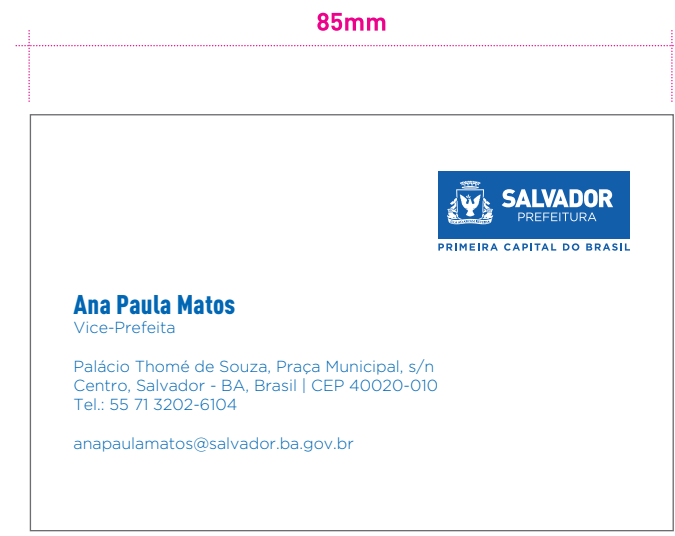 85mm
SALVADOR
PREFEITURA
PRIMEIRA CAPITAL DO BRASIL
Ana Paula Matos
Vice-Prefeita
Palácio Thomé de Souza, Praça Municipal, s/n
Centro, Salvador - BA, Brasil | CEP 40020-010
Tel.: 55 71 3202-6104
anapaulamatos@salvador.ba.gov.br